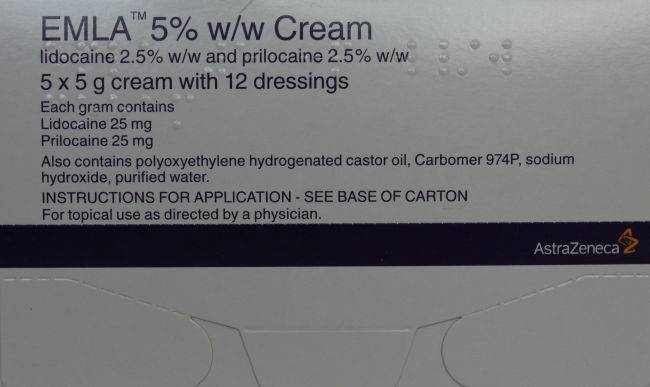 EMLA™ 5% w/w Cream
lidocaine 2.5% w/w and prilocaine 2.5% w/w
5 x 5 g cream with 12 dressings
Each gram contains
Lidocaine 25 mg
Prilocaine 25 mg
Also contains polyoxyethylene hydrogenated castor oil, Carbomer 974P, sodium
hydroxide, purified water.
INSTRUCTIONS FOR APPLICATION - SEE BASE OF CARTON
For topical use as directed by a physician.
AstraZeneca